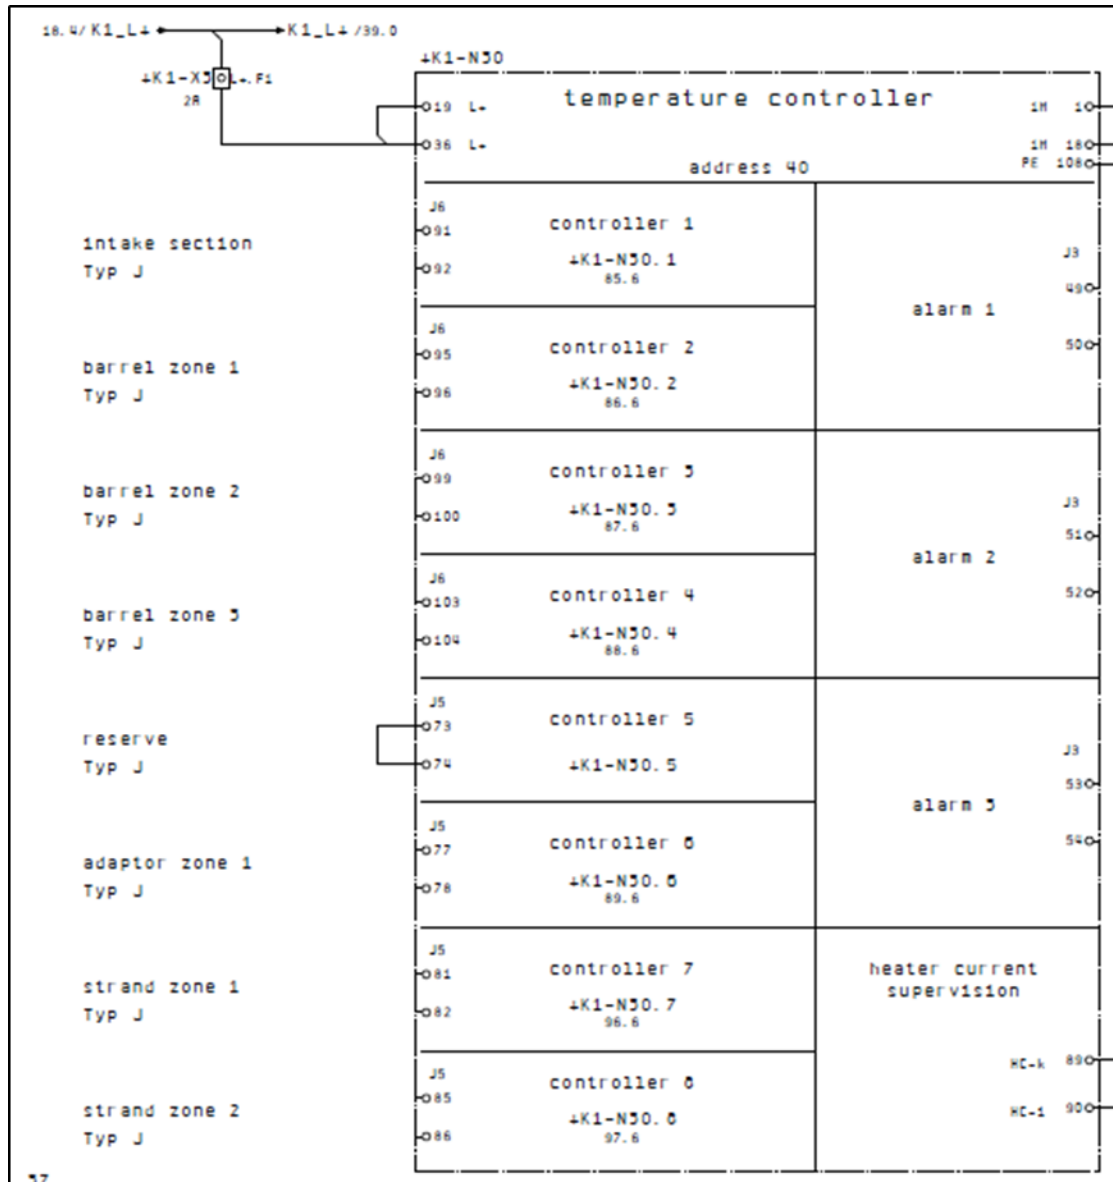 18.4/ K1_L+ K1_L+ /39.0
+K1-X3 L+.F1
2A
+K1-N30
temperature controller
19 L+ 1M 1
36 L+ 1M 18
address 40 PE 108
intake section
Typ J
J6
91
92
controller 1
+K1-N30.1
85.6
barrel zone 1
Typ J
J6
95
96
controller 2
+K1-N30.2
86.6
alarm 1
J3
49
50
barrel zone 2
Typ J
J6
99
100
controller 3
+K1-N30.3
87.6
barrel zone 3
Typ J
J6
103
104
controller 4
+K1-N30.4
88.6
alarm 2
J3
51
52
reserve
Typ J
J5
73
74
controller 5
+K1-N30.5
adaptor zone 1
Typ J
J5
77
78
controller 6
+K1-N30.6
89.6
alarm 3
J3
53
54
strand zone 1
Typ J
J5
81
82
controller 7
+K1-N30.7
96.6
strand zone 2
Typ J
J5
85
86
controller 8
+K1-N30.8
97.6
heater current
supervision
HC-k 89
HC-i 90